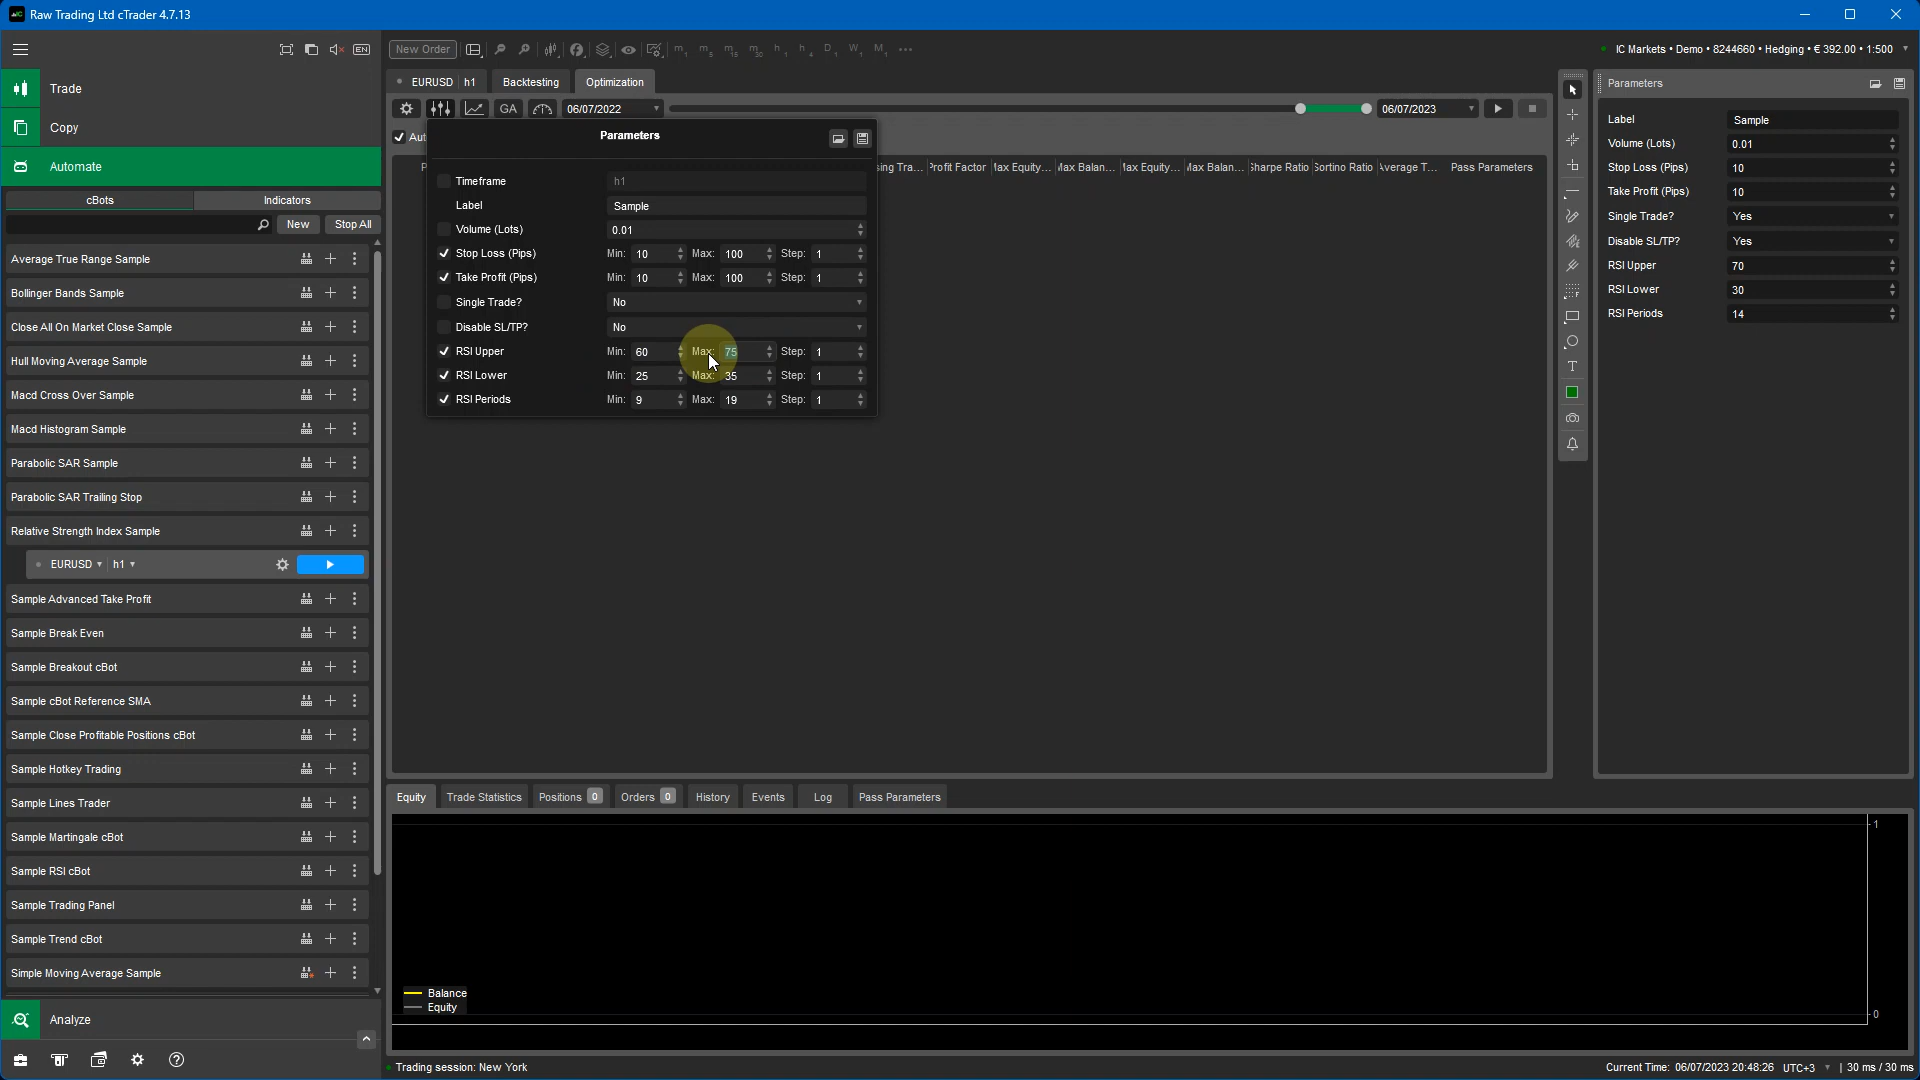 Raw Trading Ltd cTrader 4.7.13
EN
New Order
IC Markets • Demo • 8244660 • Hedging • € 392.00 • 1:500
Trade
Copy
Automate
cBots
Indicators
New
Stop All
Average True Range Sample
Bollinger Bands Sample
Close All On Market Close Sample
Hull Moving Average Sample
Macd Cross Over Sample
Macd Histogram Sample
Parabolic SAR Sample
Parabolic SAR Trailing Stop
Relative Strength Index Sample
EURUSD h1
Sample Advanced Take Profit
Sample Break Even
Sample Breakout cBot
Sample cBot Reference SMA
Sample Close Profitable Positions cBot
Sample Hotkey Trading
Sample Lines Trader
Sample Martingale cBot
Sample RSI cBot
Sample Trading Panel
Sample Trend cBot
Simple Moving Average Sample
Analyze
EURUSD h1
Backtesting
Optimization
GA
06/07/2022
06/07/2023
Parameters
Timeframe h1
Label Sample
Volume (Lots) 0.01
Stop Loss (Pips) Min: 10 Max: 100 Step: 1
Take Profit (Pips) Min: 10 Max: 100 Step: 1
Single Trade? No
Disable SL/TP? No
RSI Upper Min: 60 Max: 75 Step: 1
RSI Lower Min: 25 Max: 35 Step: 1
RSI Periods Min: 9 Max: 19 Step: 1
Profit Factor
Sharpe Ratio
Sortino Ratio
Pass Parameters
Parameters
Label Sample
Volume (Lots) 0.01
Stop Loss (Pips) 10
Take Profit (Pips) 10
Single Trade? Yes
Disable SL/TP? Yes
RSI Upper 70
RSI Lower 30
RSI Periods 14
Equity
Trade Statistics
Positions 0
Orders 0
History
Events
Log
Pass Parameters
1
0
Balance
Equity
Trading session: New York
Current Time: 06/07/2023 20:48:26 UTC+3 | 30 ms / 30 ms